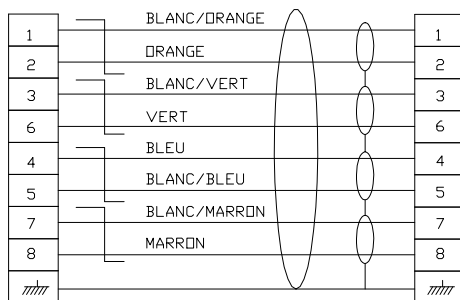 1 BLANC/ORANGE 1
2 ORANGE 2
3 BLANC/VERT 3
6 VERT 6
4 BLEU 4
5 BLANC/BLEU 5
7 BLANC/MARRON 7
8 MARRON 8